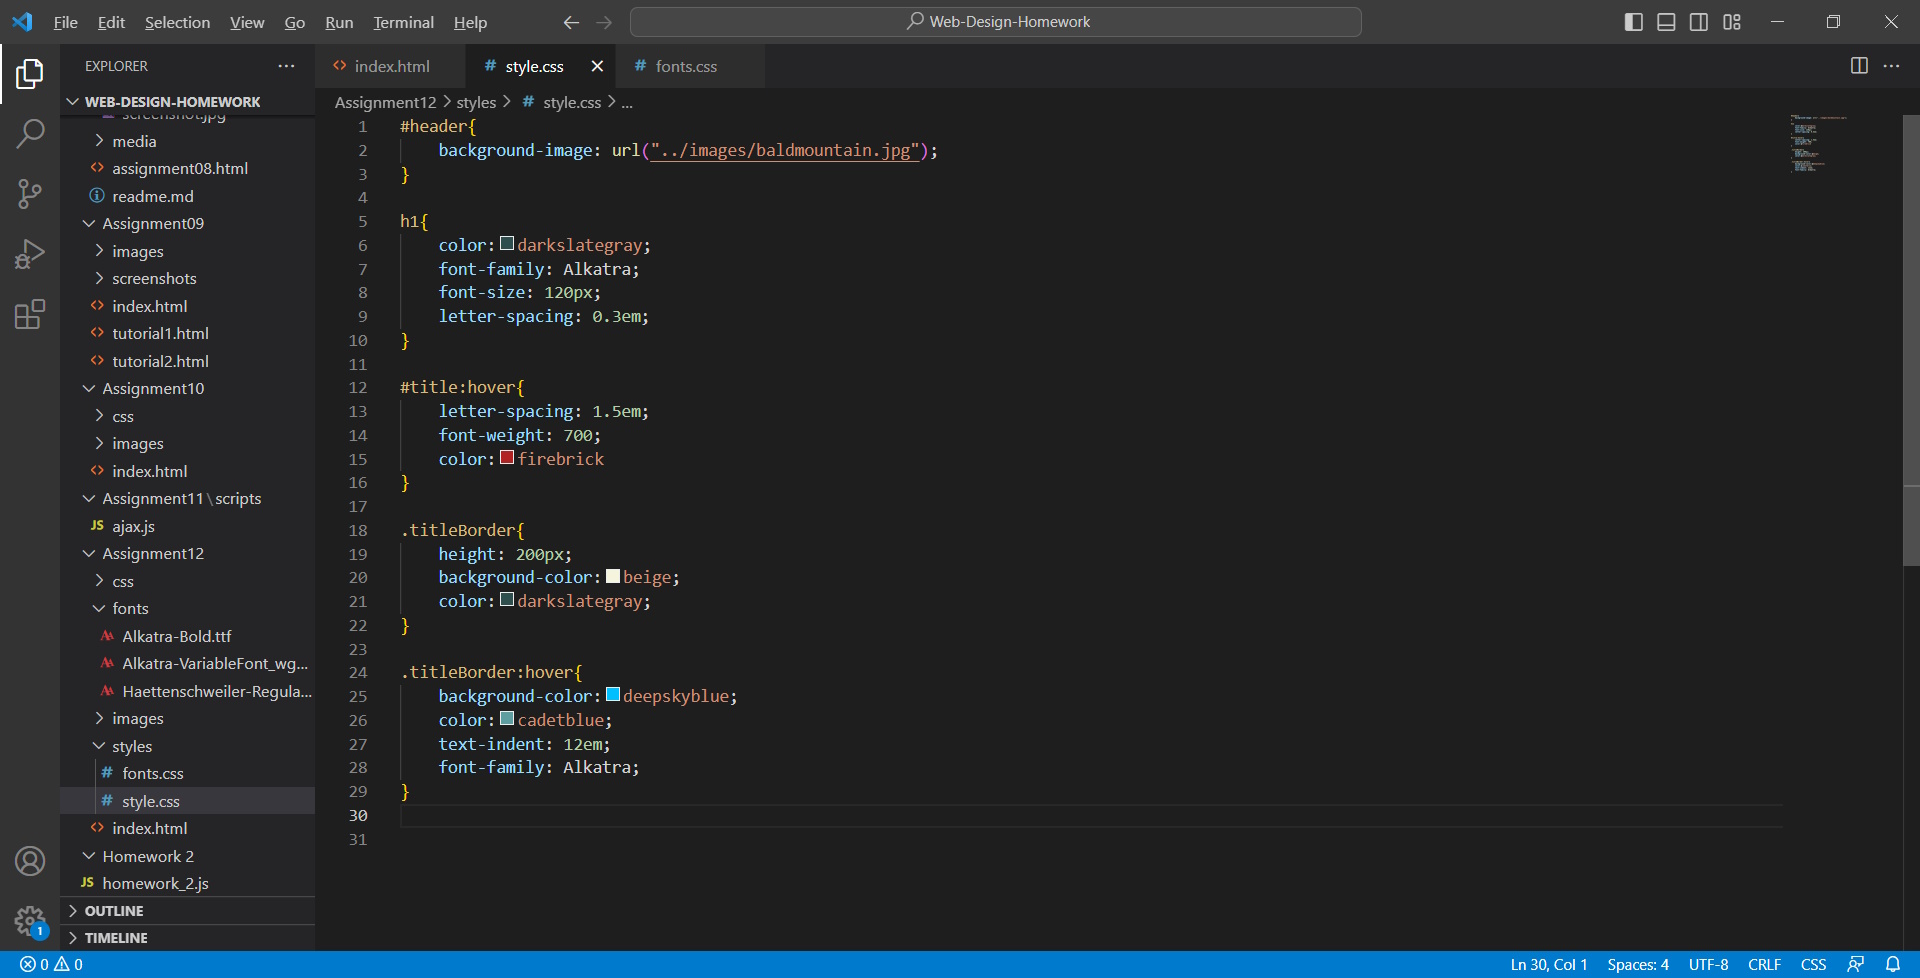 File Edit Selection View Go Run Terminal Help
Web-Design-Homework
EXPLORER
WEB-DESIGN-HOMEWORK
screenshot.jpg
media
assignment08.html
readme.md
Assignment09
images
screenshots
index.html
tutorial1.html
tutorial2.html
Assignment10
css
images
index.html
Assignment11\scripts
JS ajax.js
Assignment12
css
fonts
Alkatra-Bold.ttf
Alkatra-VariableFont_wg...
Haettenschweiler-Regula...
images
styles
# fonts.css
# style.css
index.html
Homework 2
JS homework_2.js
OUTLINE
TIMELINE
1
index.html # style.css # fonts.css
Assignment12 > styles > # style.css > ...
1 #header{
2 background-image: url("../images/baldmountain.jpg");
3 }
4
5 h1{
6 color: darkslategray;
7 font-family: Alkatra;
8 font-size: 120px;
9 letter-spacing: 0.3em;
10 }
11
12 #title:hover{
13 letter-spacing: 1.5em;
14 font-weight: 700;
15 color: firebrick
16 }
17
18 .titleBorder{
19 height: 200px;
20 background-color: beige;
21 color: darkslategray;
22 }
23
24 .titleBorder:hover{
25 background-color: deepskyblue;
26 color: cadetblue;
27 text-indent: 12em;
28 font-family: Alkatra;
29 }
30
31
0 0 Ln 30, Col 1 Spaces: 4 UTF-8 CRLF CSS